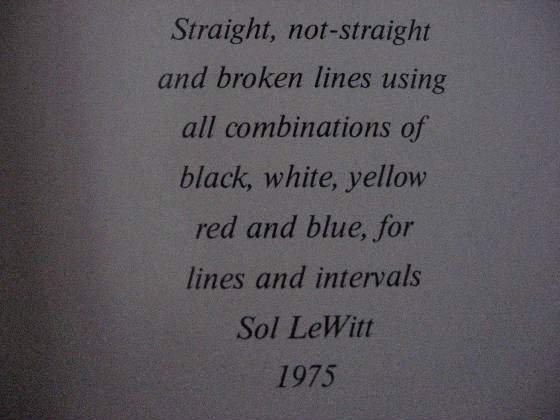 Straight, not-straight
and broken lines using
all combinations of
black, white, yellow
red and blue, for
lines and intervals
Sol LeWitt
1975